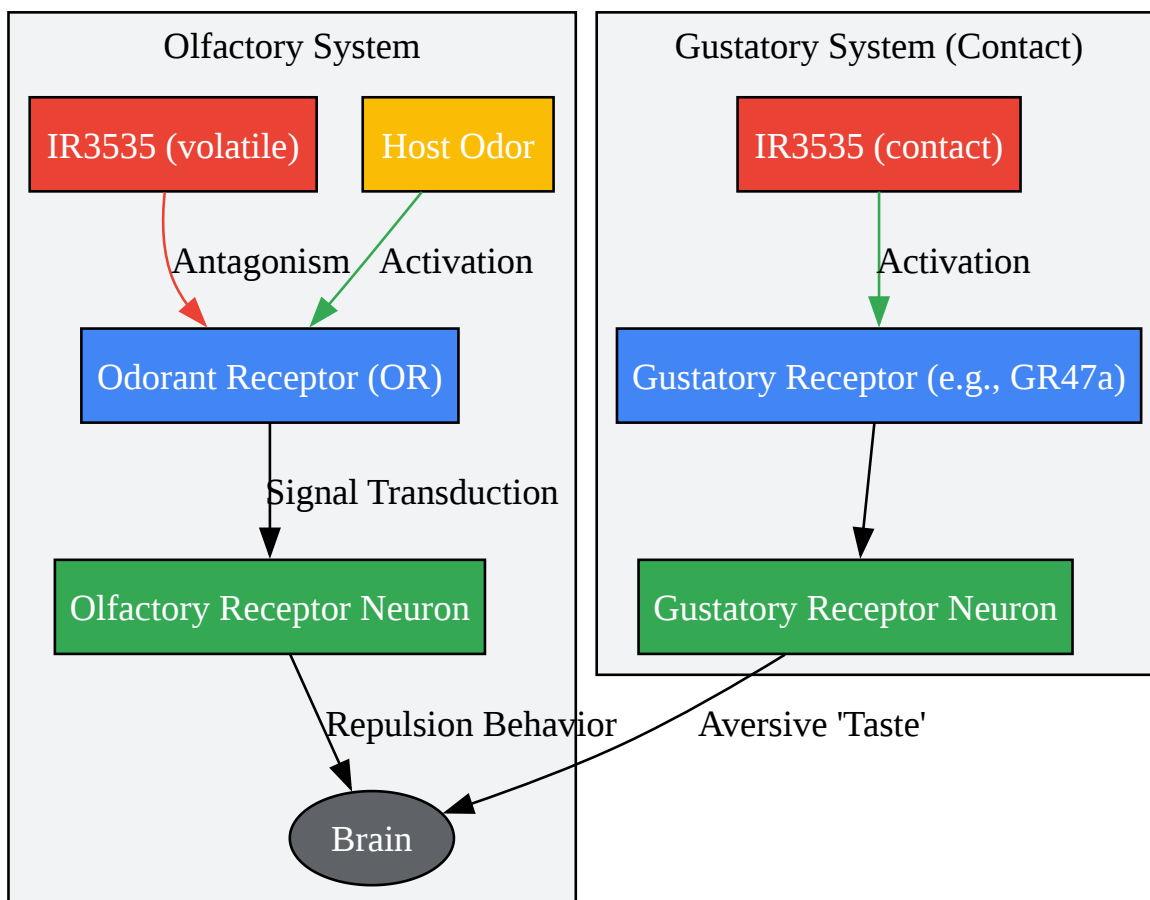 Olfactory System
Gustatory System (Contact)
IR3535 (volatile)
Host Odor
IR3535 (contact)
Antagonism
Activation
Activation
Odorant Receptor (OR)
Gustatory Receptor (e.g., GR47a)
Signal Transduction
Olfactory Receptor Neuron
Gustatory Receptor Neuron
Repulsion Behavior
Aversive 'Taste'
Brain